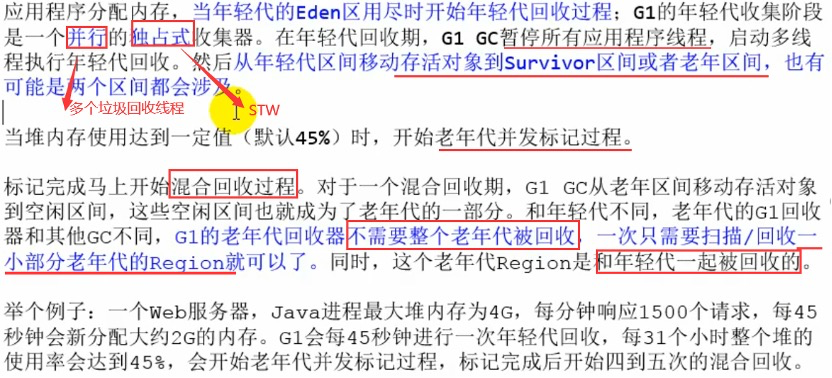 应用程序分配内存,当年轻代的Eden区用尽时开始年轻代回收过程;G1的年轻代收集阶段
是一个并行的独占式收集器。在年轻代回收期,G1 GC暂停所有应用程序线程,启动多线
程执行年轻代回收。然后从年轻代区间移动存活对象到Survivor区间或者老年区间,也有
可能是两个区间都会涉及。
多个垃圾回收线程
STW
当堆内存使用达到一定值(默认45%)时,开始老年代并发标记过程。
标记完成马上开始混合回收过程。对于一个混合回收期,G1 GC从老年区间移动存活对象
到空闲区间,这些空闲区间也就成为了老年代的一部分。和年轻代不同,老年代的G1回收
器和其他GC不同,G1的老年代回收器不需要整个老年代被回收,一次只需要扫描/回收一
小部分老年代的Region就可以了。同时,这个老年代Region是和年轻代一起被回收的。
举个例子:一个Web服务器,Java进程最大堆内存为4G,每分钟响应1500个请求,每45
秒钟会新分配大约2G的内存。G1会每45秒钟进行一次年轻代回收,每31个小时整个堆的
使用率会达到45%,会开始老年代并发标记过程,标记完成后开始四到五次的混合回收。